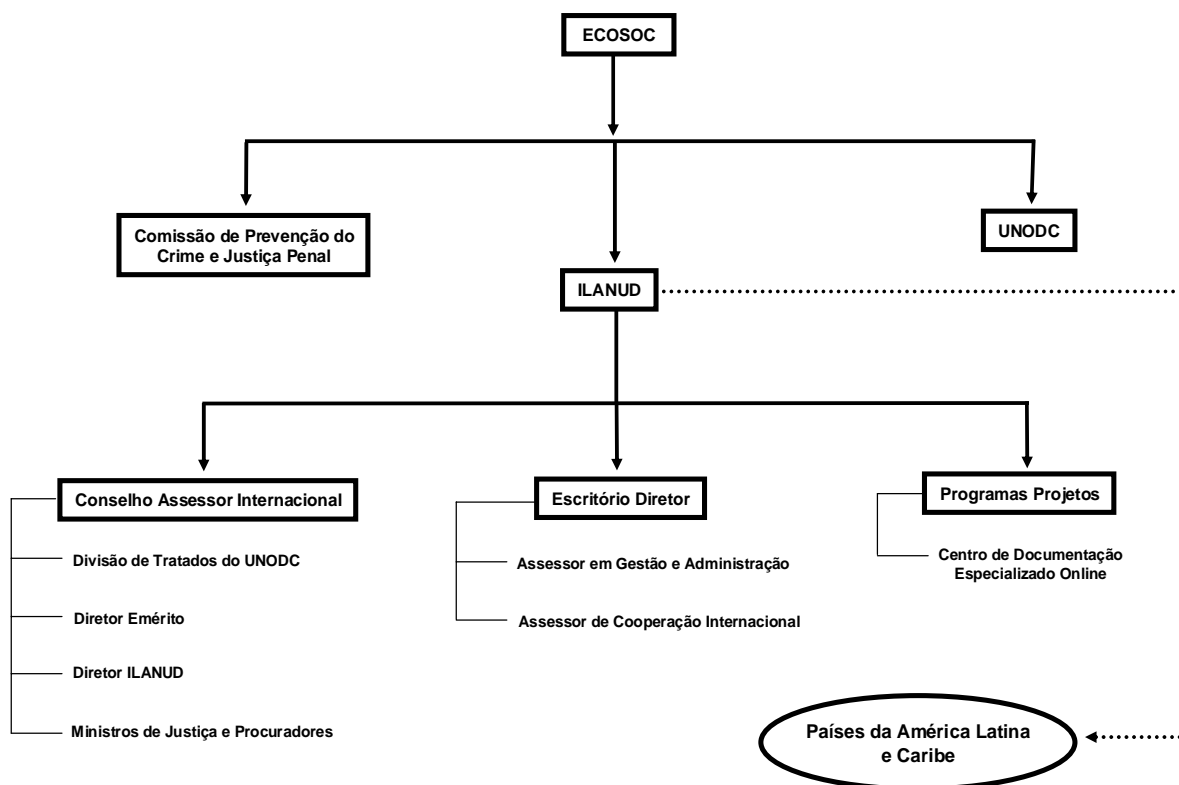 ECOSOC
Comissão de Prevenção do
Crime e Justiça Penal
UNODC
ILANUD
Conselho Assessor Internacional
Divisão de Tratados do UNODC
Diretor Emérito
Diretor ILANUD
Ministros de Justiça e Procuradores
Escritório Diretor
Assessor em Gestão e Administração
Assessor de Cooperação Internacional
Programas Projetos
Centro de Documentação
Especializado Online
Países da América Latina
e Caribe